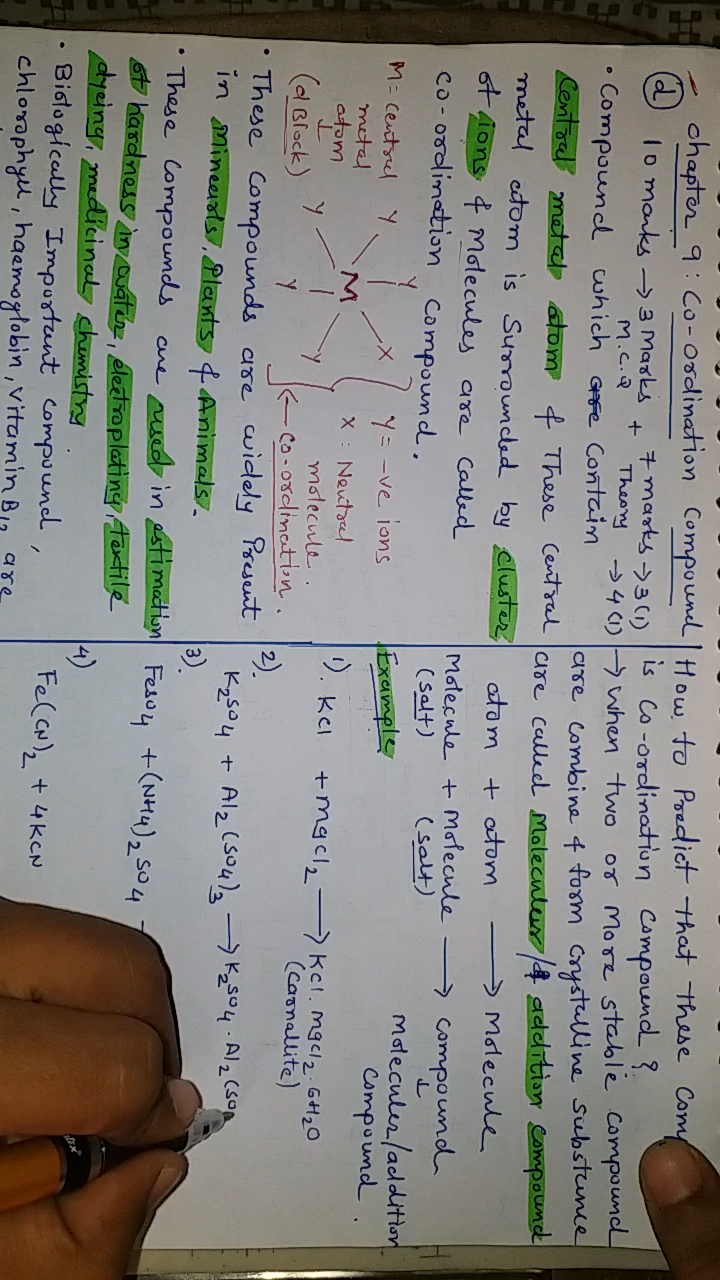 chapter 9: Co-ordination Compound
(d) 10 marks → 3 Marks + 7 marks → 3(1)
M.C.Q Theory → 4(1)
• Compound which are Contain
Central metal atom & These Central
metal atom is Surrounded by cluster
of ions & Molecules are called
co-ordination compound.
M = central metal atom
↓
(d Block)
Y Y X
M
Y Y Y
Y = -ve ions
X : Neutral molecule.
← Co-ordination.
• These Compounds are widely Present
in minerals, Plants & Animals.
• These Compounds are used in estimation
of hardness in water, electroplating, textile
dyeing, medicinal chemistry.
• Biologically Important compound,
chlorophyll, haemoglobin, vitamin B12 are
How to Predict that these Com
is Co-ordination Compound?
→ When two or More stable Compound
are combine & form crystalline substance
are called Molecular/& addition compound
atom + atom → Molecule
Molecule + Molecule → compound
(salt) (salt) ↓
Molecular/addition
compound.
Example
1). KCl + MgCl2 → KCl. MgCl2. 6H2O
(Carnallite)
2).
K2SO4 + Al2(SO4)3 → K2SO4. Al2(SO
3).
FeSO4 + (NH4)2SO4
4)
Fe(CN)2 + 4KCN